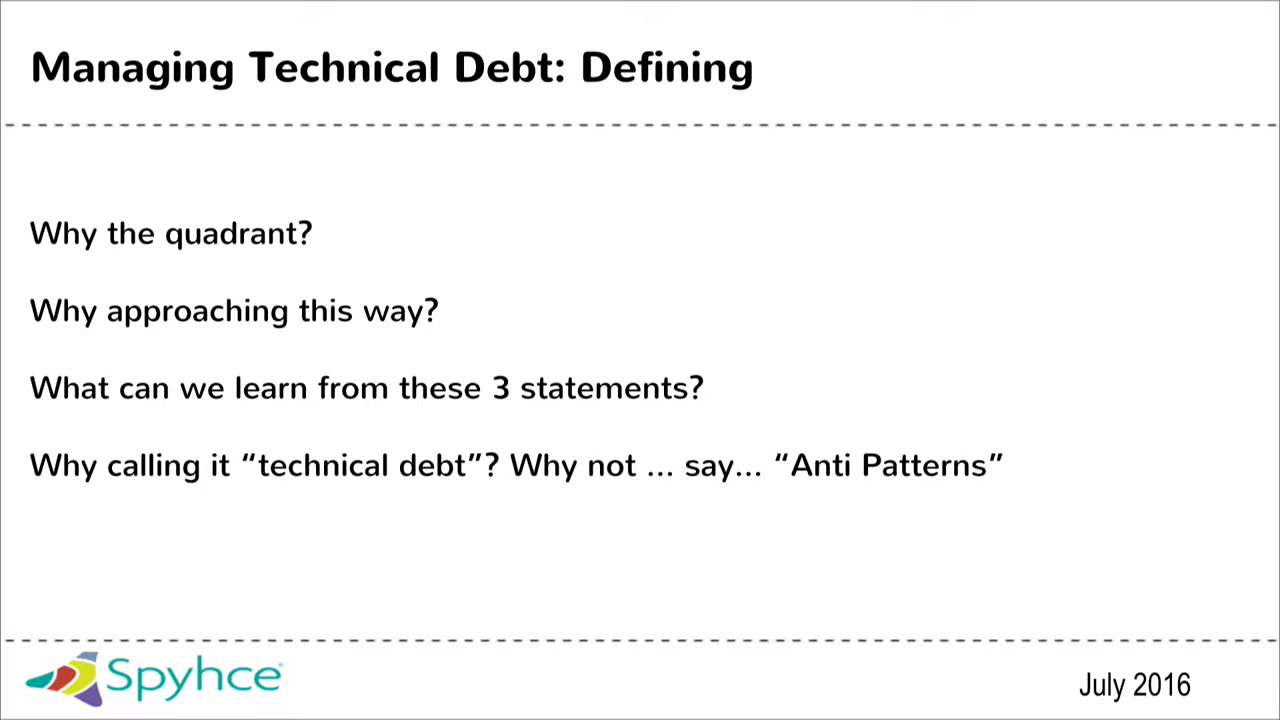 Managing Technical Debt: Defining
Why the quadrant?
Why approaching this way?
What can we learn from these 3 statements?
Why calling it “technical debt”? Why not ... say... “Anti Patterns”
Spyhce
July 2016